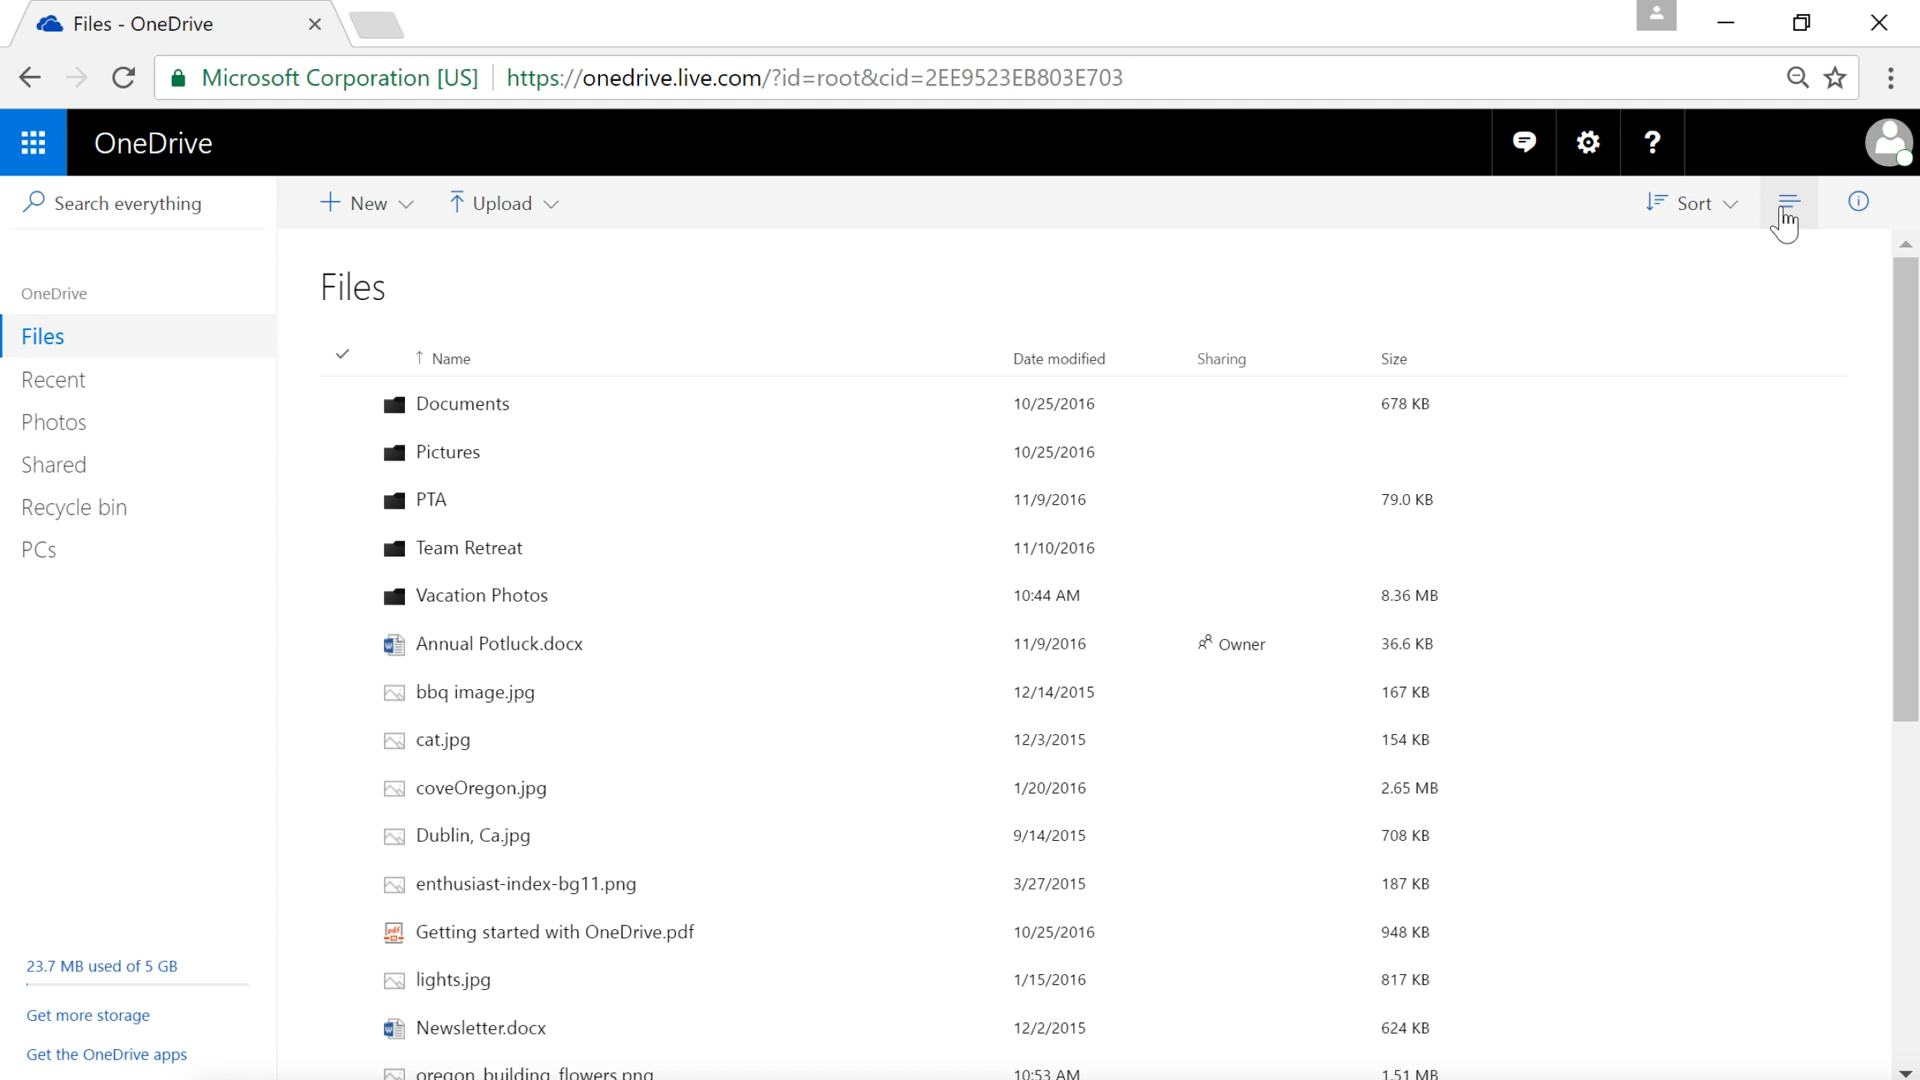 Files - OneDrive
Microsoft Corporation [US] https://onedrive.live.com/?id=root&cid=2EE9523EB803E703
OneDrive ?
Search everything New Upload Sort
Files
OneDrive
Files
Recent
Photos
Shared
Recycle bin
PCs
Name Date modified Sharing Size
Documents 10/25/2016 678 KB
Pictures 10/25/2016
PTA 11/9/2016 79.0 KB
Team Retreat 11/10/2016
Vacation Photos 10:44 AM 8.36 MB
Annual Potluck.docx 11/9/2016 Owner 36.6 KB
bbq image.jpg 12/14/2015 167 KB
cat.jpg 12/3/2015 154 KB
coveOregon.jpg 1/20/2016 2.65 MB
Dublin, Ca.jpg 9/14/2015 708 KB
enthusiast-index-bg11.png 3/27/2015 187 KB
Getting started with OneDrive.pdf 10/25/2016 948 KB
lights.jpg 1/15/2016 817 KB
Newsletter.docx 12/2/2015 624 KB
oregon_building_flowers.png 10:53 AM 1.51 MB
23.7 MB used of 5 GB
Get more storage
Get the OneDrive apps